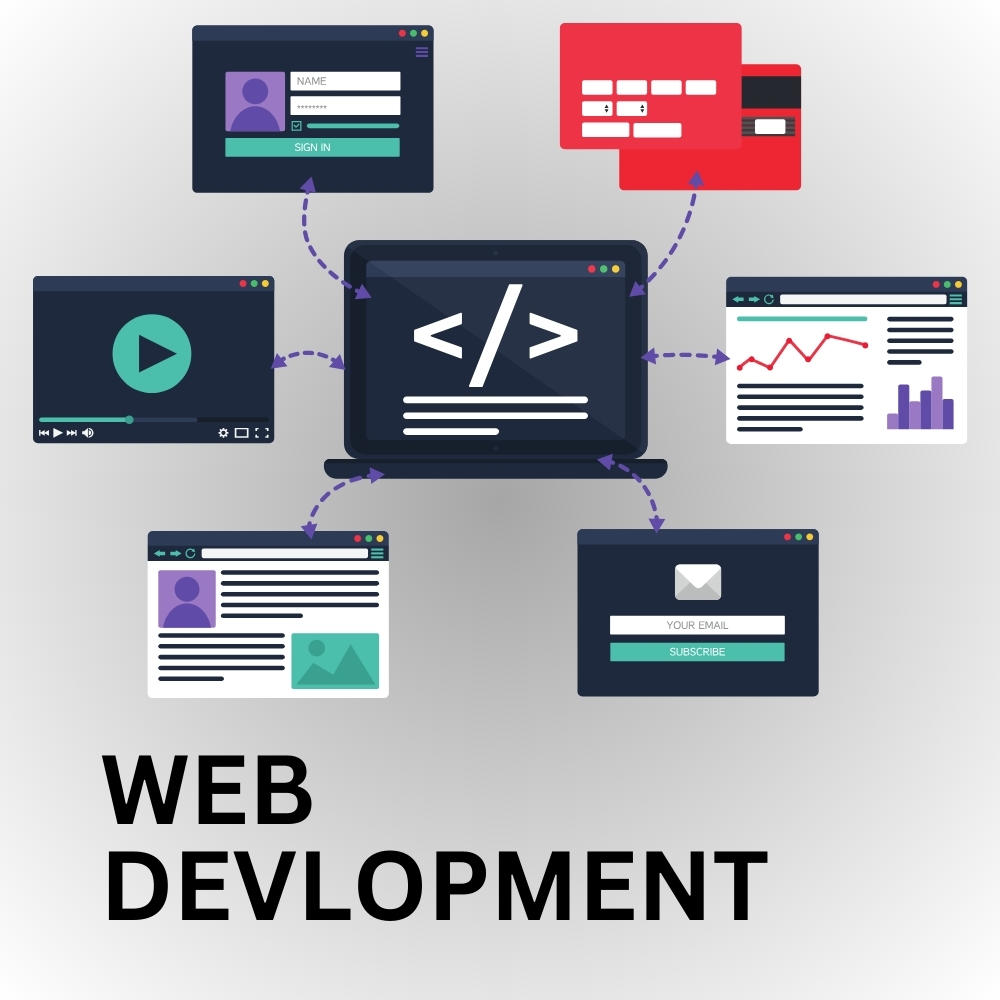 NAME
********
SIGN IN
</>
YOUR EMAIL
SUBSCRIBE
WEB
DEVLOPMENT